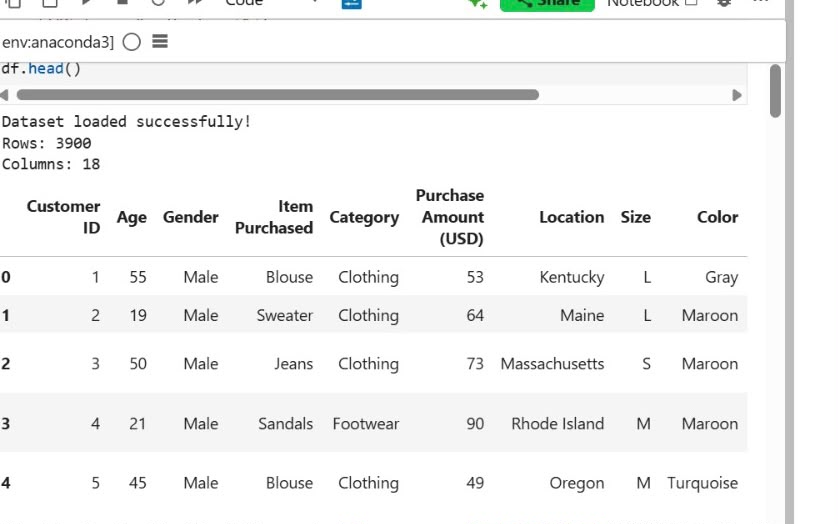 Code Share Notebook
env:anaconda3]
df.head()
Dataset loaded successfully!
Rows: 3900
Columns: 18
Customer ID Age Gender Item Purchased Category Purchase Amount (USD) Location Size Color
0 1 55 Male Blouse Clothing 53 Kentucky L Gray
1 2 19 Male Sweater Clothing 64 Maine L Maroon
2 3 50 Male Jeans Clothing 73 Massachusetts S Maroon
3 4 21 Male Sandals Footwear 90 Rhode Island M Maroon
4 5 45 Male Blouse Clothing 49 Oregon M Turquoise